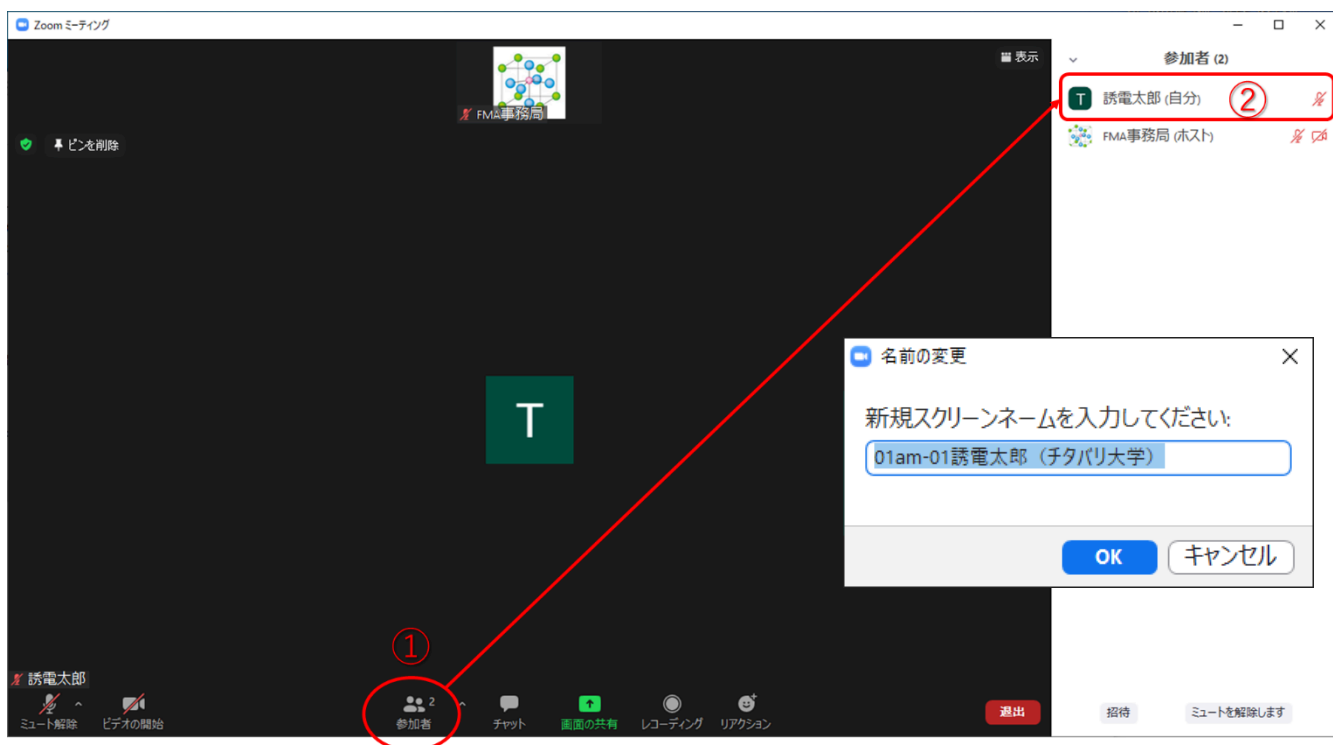 Zoom ミーティング
FMA事務局
表示
ピンを削除
T
誘電太郎
①
ミュート解除
ビデオの開始
参加者
2
チャット
画面の共有
レコーディング
リアクション
退出
参加者 (2)
T 誘電太郎 (自分) ②
FMA事務局 (ホスト)
名前の変更
新規スクリーンネームを入力してください:
01am-01誘電太郎（チタバリ大学）
OK キャンセル
招待 ミュートを解除します